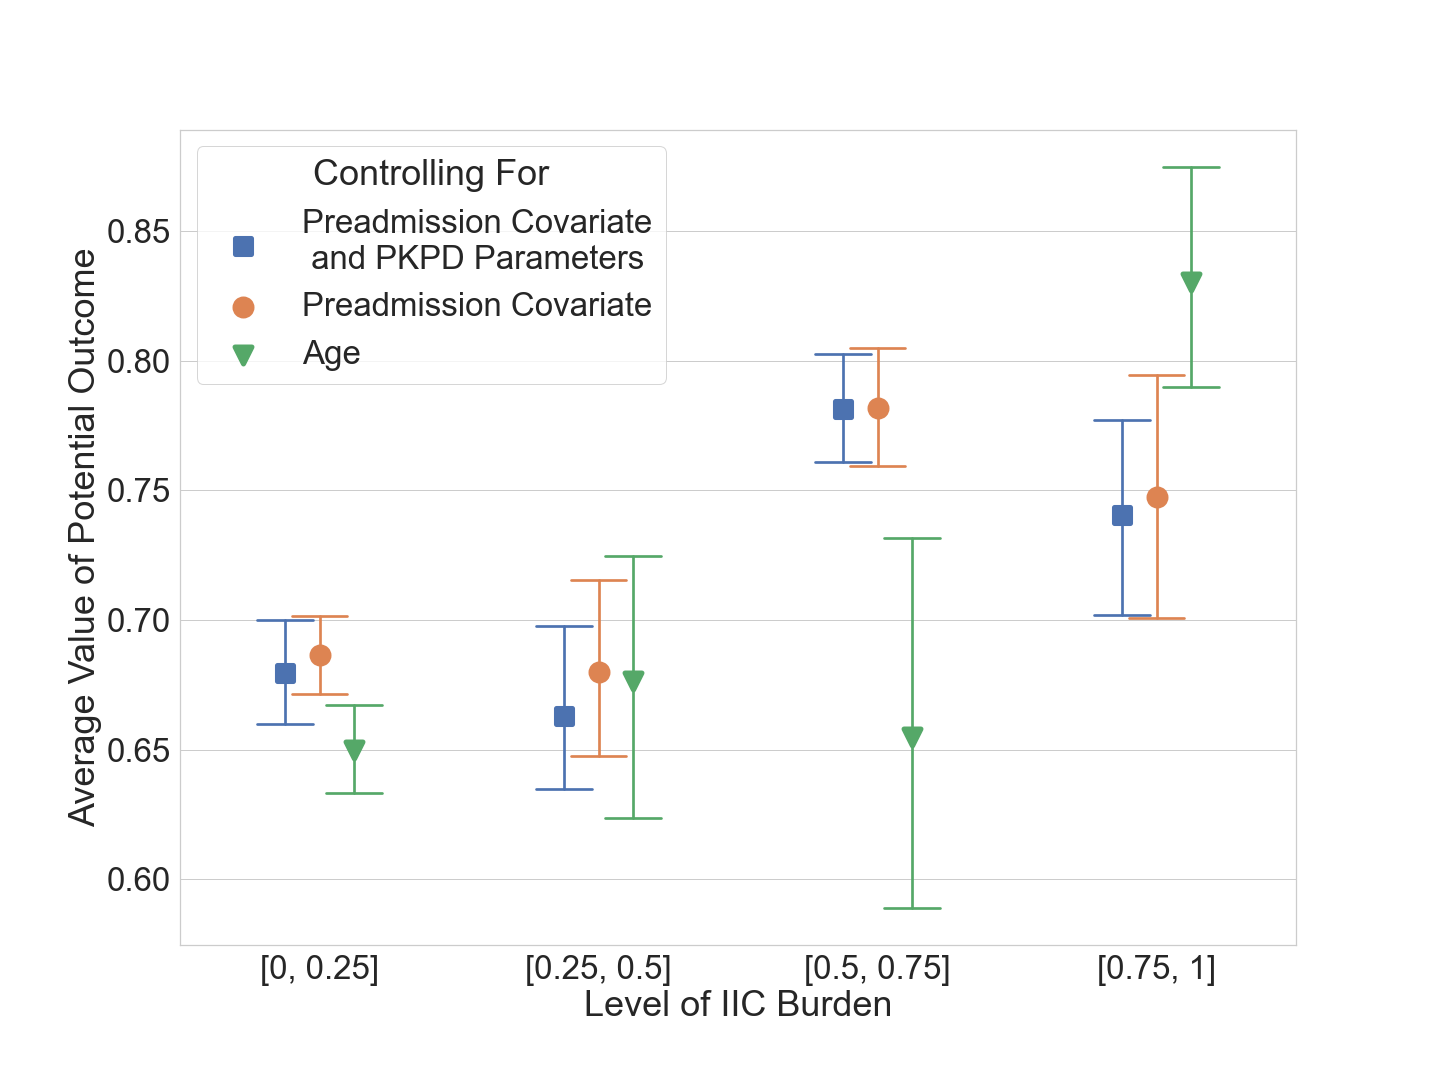 Controlling For
Preadmission Covariate
and PKPD Parameters
Preadmission Covariate
Age
Average Value of Potential Outcome
0.85
0.80
0.75
0.70
0.65
0.60
[0, 0.25]
[0.25, 0.5]
[0.5, 0.75]
[0.75, 1]
Level of IIC Burden